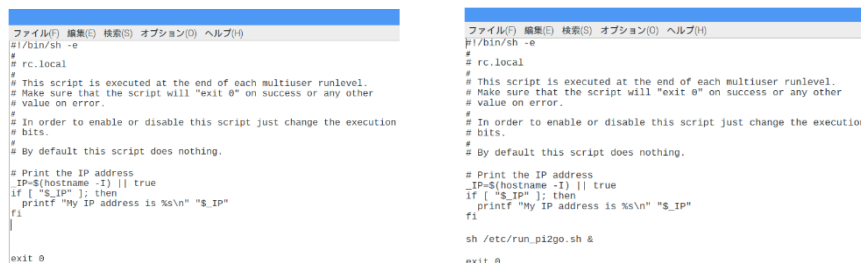 ファイル(F) 編集(E) 検索(S) オプション(O) ヘルプ(H)
#!/bin/sh -e
#
# rc.local
#
# This script is executed at the end of each multiuser runlevel.
# Make sure that the script will "exit 0" on success or any other
# value on error.
#
# In order to enable or disable this script just change the execution
# bits.
#
# By default this script does nothing.
# Print the IP address
_IP=$(hostname -I) || true
if [ "$_IP" ]; then
printf "My IP address is %s\n" "$_IP"
fi
exit 0
ファイル(F) 編集(E) 検索(S) オプション(O) ヘルプ(H)
#!/bin/sh -e
#
# rc.local
#
# This script is executed at the end of each multiuser runlevel.
# Make sure that the script will "exit 0" on success or any other
# value on error.
#
# In order to enable or disable this script just change the execution
# bits.
#
# By default this script does nothing.
# Print the IP address
_IP=$(hostname -I) || true
if [ "$_IP" ]; then
printf "My IP address is %s\n" "$_IP"
fi
sh /etc/run_pi2go.sh &
exit 0